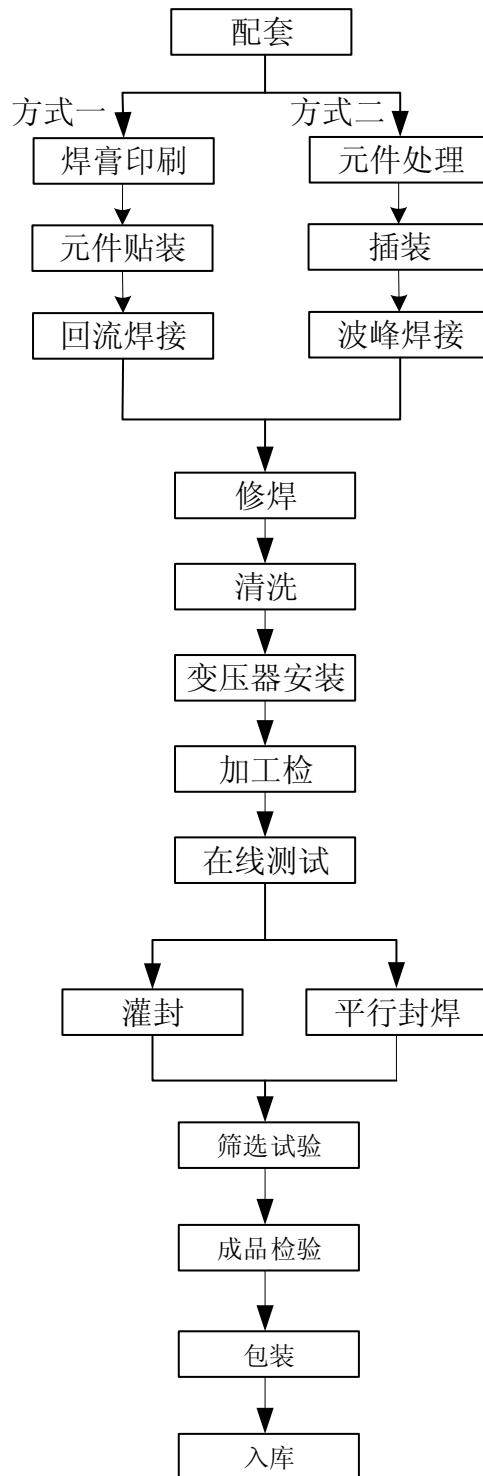 配套
方式一
方式二
焊膏印刷
元件处理
元件贴装
插装
回流焊接
波峰焊接
修焊
清洗
变压器安装
加工检
在线测试
灌封
平行封焊
筛选试验
成品检验
包装
入库